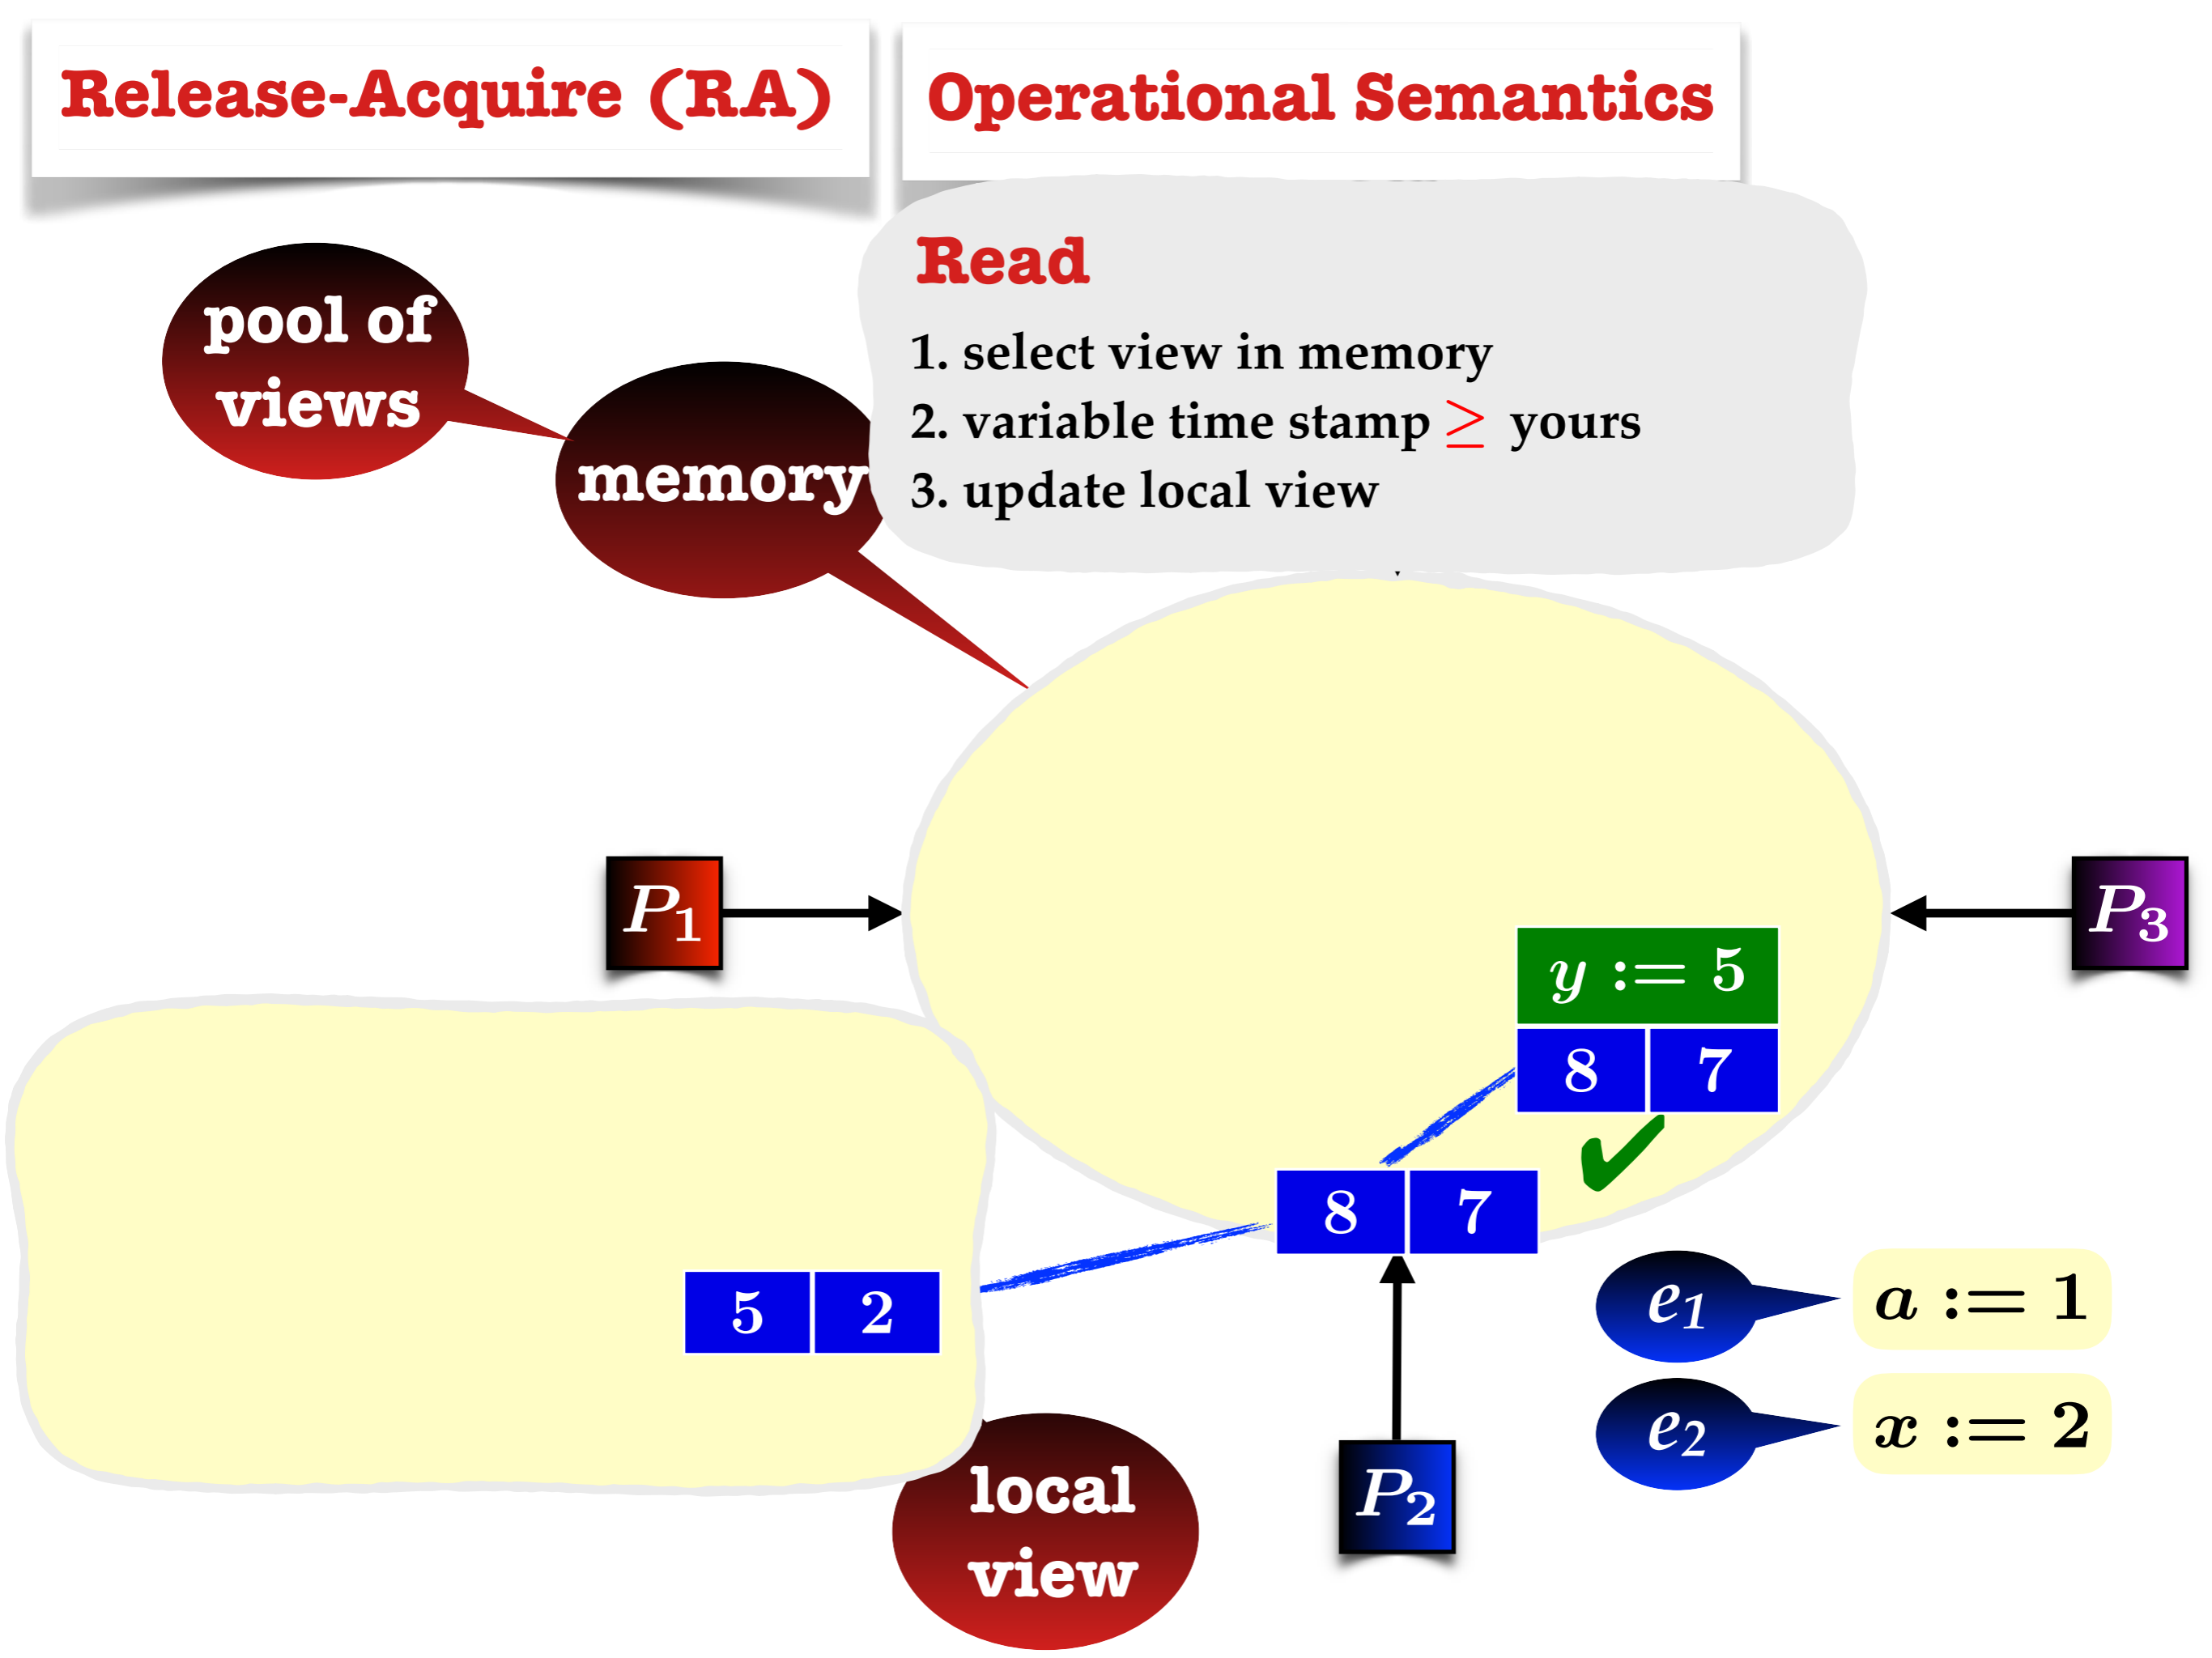 Release-Acquire (RA)
Operational Semantics
Read
1. select view in memory
2. variable time stamp ≥ yours
3. update local view
pool of
views
memory
P₁
P₃
y := 5
8 7
8 7
5 2
e₁
a := 1
e₂
x := 2
P₂
local
view